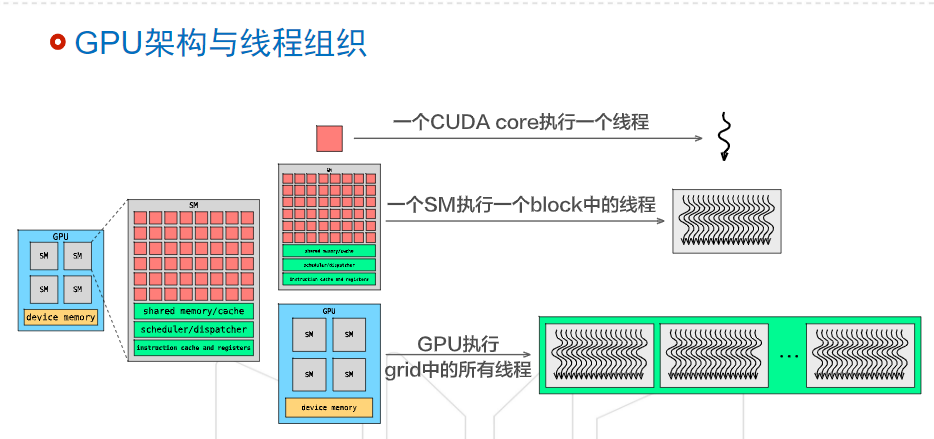 GPU架构与线程组织
一个CUDA core执行一个线程
SM
shared memory/cache
scheduler/dispatcher
instruction cache and registers
一个SM执行一个block中的线程
GPU
SM SM
SM SM
device memory
SM
shared memory/cache
scheduler/dispatcher
instruction cache and registers
GPU
SM SM
SM SM
device memory
GPU执行
grid中的所有线程
...